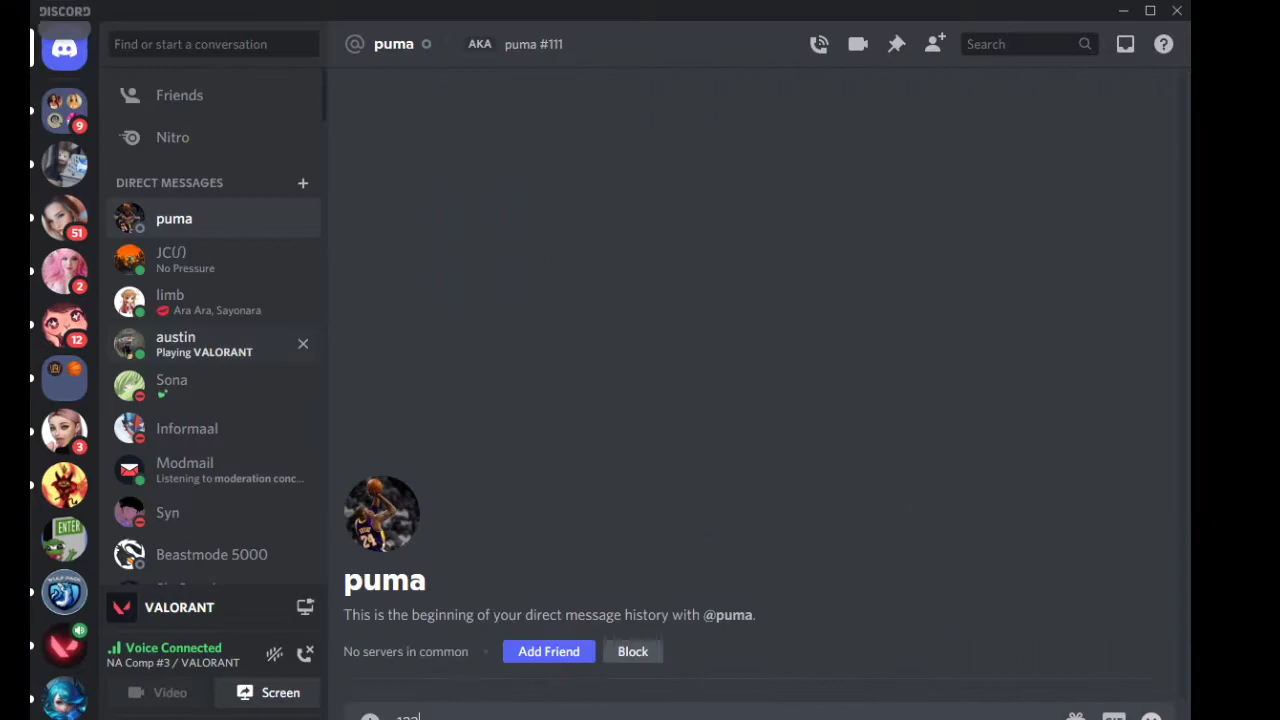 DISCORD
Find or start a conversation
puma
AKA puma #111
Search
Friends
Nitro
DIRECT MESSAGES
puma
JC(/)
No Pressure
limb
Ara Ara, Sayonara
austin
Playing VALORANT
Sona
Informaal
Modmail
Listening to moderation conc...
Syn
Beastmode 5000
9
51
2
12
3
ENTER
24
puma
This is the beginning of your direct message history with @puma.
No servers in common
Add Friend
Block
VALORANT
Voice Connected
NA Comp #3 / VALORANT
Video
Screen